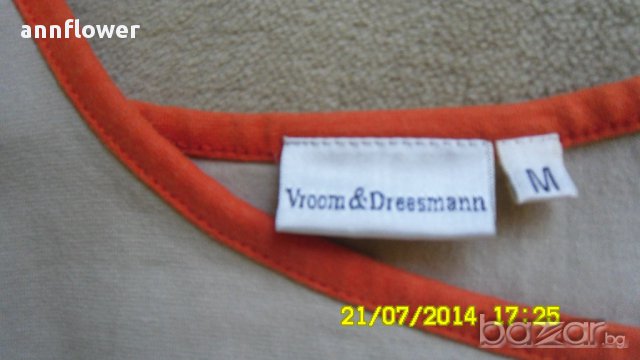 annflower
Vroom&Dreesmann
M
21/07/2014 17:25
bazar.bg